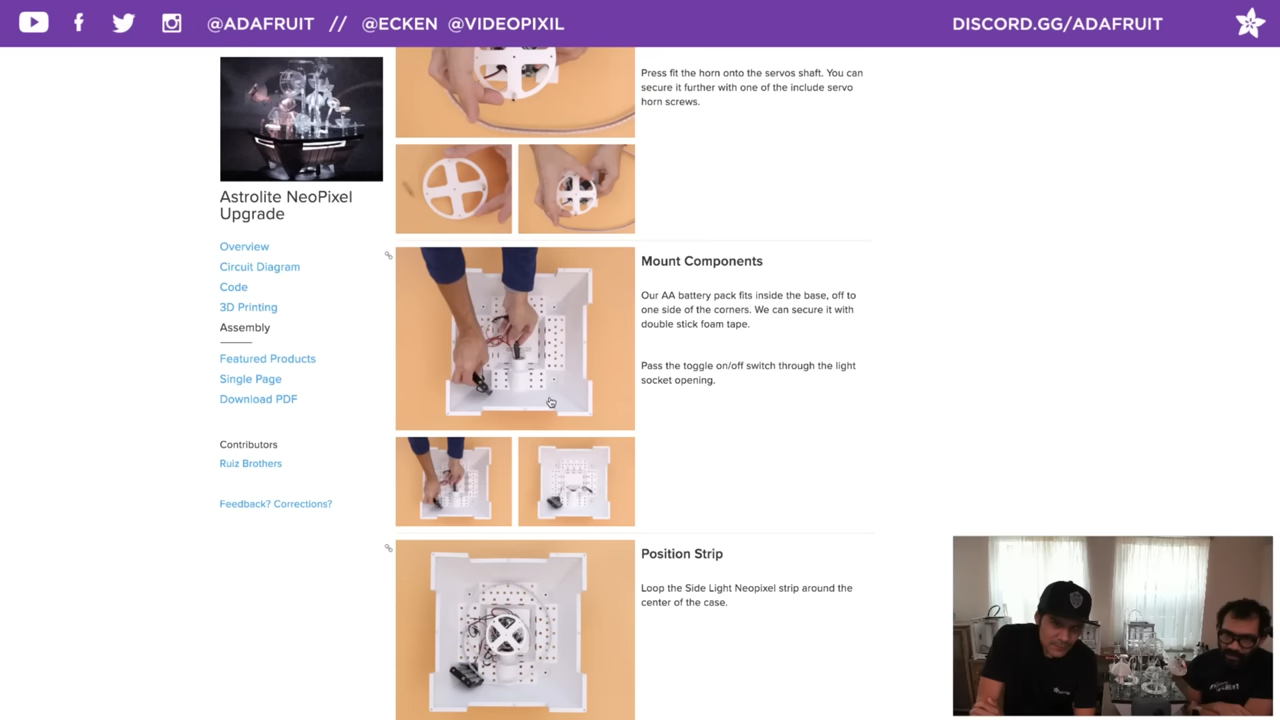 @ADAFRUIT // @ECKEN @VIDEOPIXIL
DISCORD.GG/ADAFRUIT
Astrolite NeoPixel
Upgrade
Overview
Circuit Diagram
Code
3D Printing
Assembly
Featured Products
Single Page
Download PDF
Contributors
Ruiz Brothers
Feedback? Corrections?
Press fit the horn onto the servos shaft. You can
secure it further with one of the include servo
horn screws.
Mount Components
Our AA battery pack fits inside the base, off to
one side of the corners. We can secure it with
double stick foam tape.
Pass the toggle on/off switch through the light
socket opening.
Position Strip
Loop the Side Light Neopixel strip around the
center of the case.